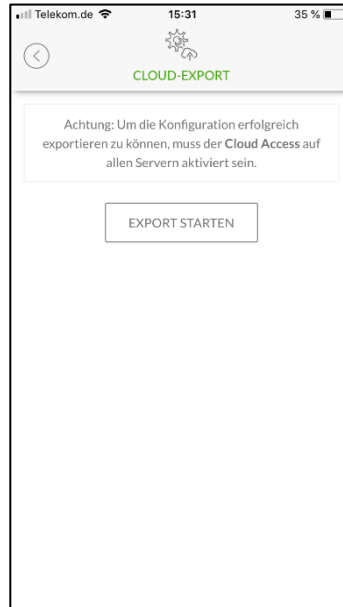 Telekom.de 15:31 35 %
CLOUD-EXPORT
Achtung: Um die Konfiguration erfolgreich
exportieren zu können, muss der Cloud Access auf
allen Servern aktiviert sein.
EXPORT STARTEN